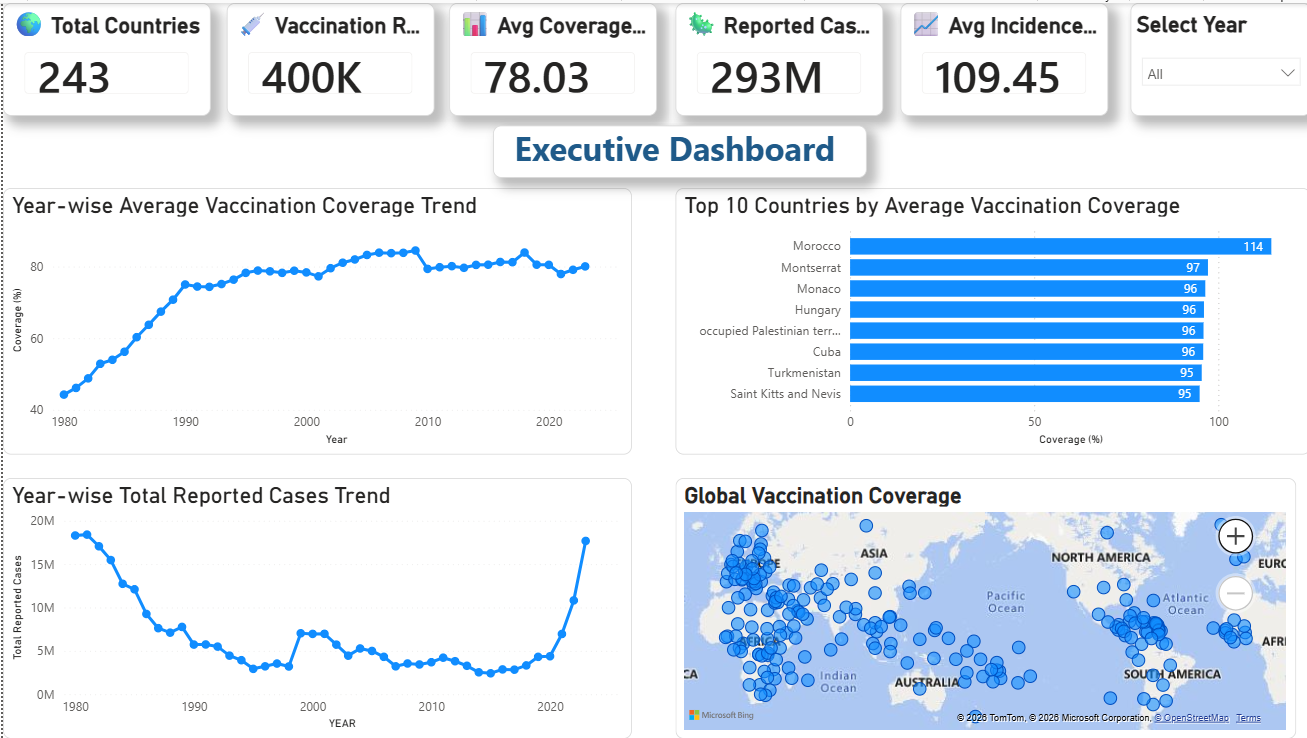 Total Countries
243
Vaccination R...
400K
Avg Coverage...
78.03
Reported Cas...
293M
Avg Incidence...
109.45
Select Year
All
Executive Dashboard
Year-wise Average Vaccination Coverage Trend
Coverage (%)
80
60
40
1980 1990 2000 2010 2020
Year
Top 10 Countries by Average Vaccination Coverage
Morocco 114
Montserrat 97
Monaco 96
Hungary 96
occupied Palestinian terr... 96
Cuba 96
Turkmenistan 95
Saint Kitts and Nevis 95
0 50 100
Coverage (%)
Year-wise Total Reported Cases Trend
Total Reported Cases
20M
15M
10M
5M
0M
1980 1990 2000 2010 2020
YEAR
Global Vaccination Coverage
ASIA
NORTH AMERICA
EURO
Pacific
Ocean
Atlantic
Ocean
AFRICA
AFRI
CA
Indian
Ocean
AUSTRALIA
SOUTH AMERICA
Microsoft Bing
© 2026 TomTom, © 2026 Microsoft Corporation, © OpenStreetMap Terms